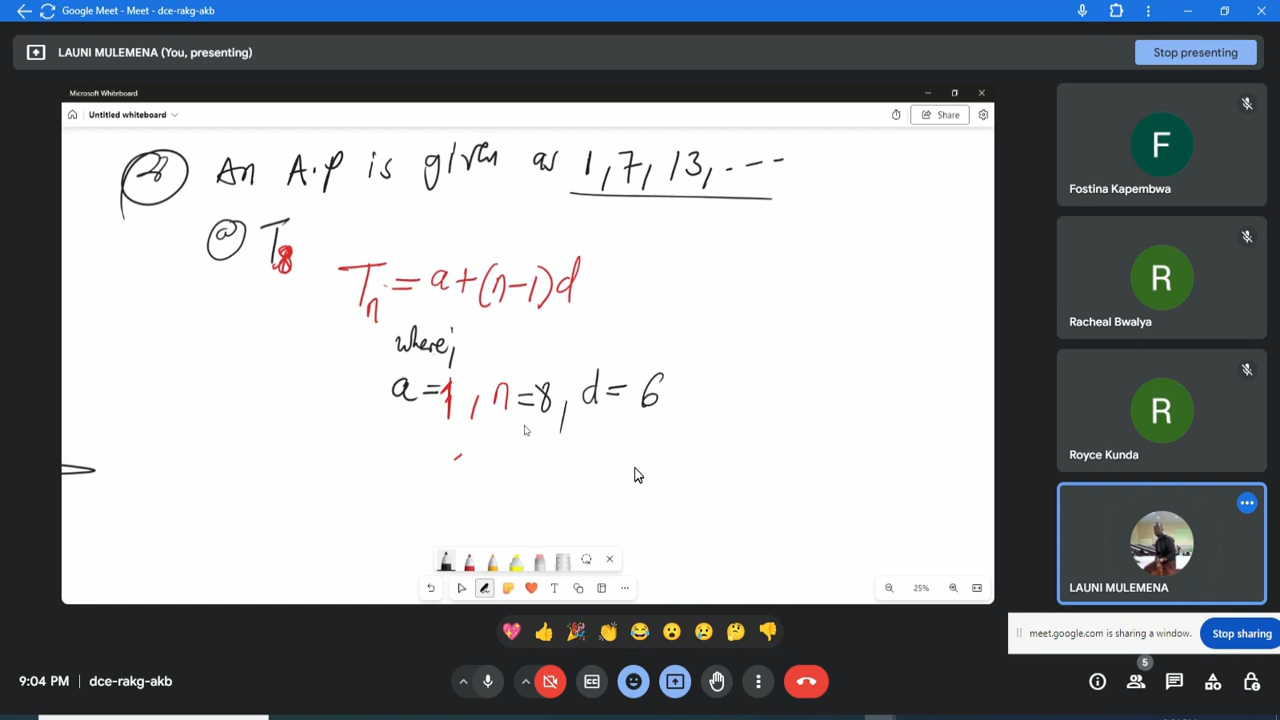 Google Meet - Meet - dce-rakg-akb
LAUNI MULEMENA (You, presenting)
Stop presenting
Microsoft Whiteboard
Untitled whiteboard
Share
An A.P is given as 1, 7, 13, . - - -
(a) T8
Tn = a + (n-1)d
where;
a = 1, n = 8, d = 6
25%
F
Fostina Kapembwa
R
Racheal Bwalya
R
Royce Kunda
LAUNI MULEMENA
meet.google.com is sharing a window.
Stop sharing
9:04 PM
dce-rakg-akb
5